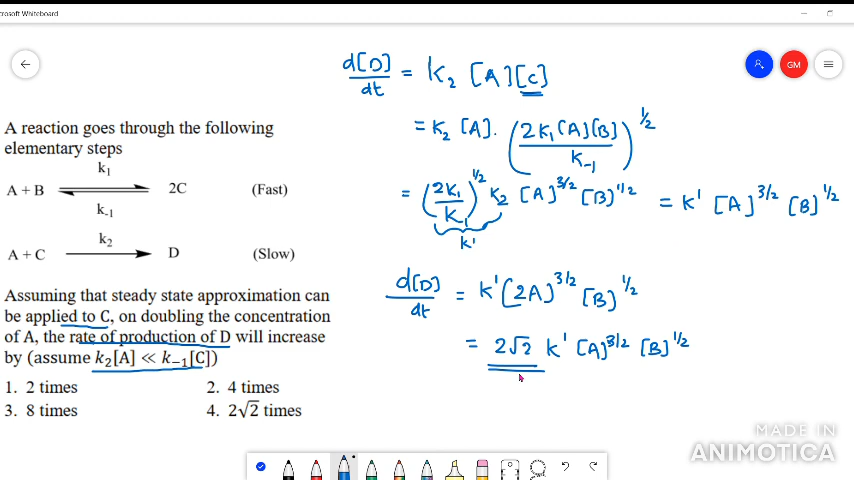 icrosoft Whiteboard
GM
A reaction goes through the following
elementary steps
k₁
A + B ⇌ 2C (Fast)
k₋₁
k₂
A + C ⟶ D (Slow)
Assuming that steady state approximation can
be applied to C, on doubling the concentration
of A, the rate of production of D will increase
by (assume k₂[A] ≪ k₋₁[C])
1. 2 times 2. 4 times
3. 8 times 4. 2√2 times
d[D]/dt = K₂ [A][C]
= K₂ [A]. (2K₁[A][B]/K₋₁)^1/2
= (2K₁/K₋₁)^1/2 K₂ [A]^3/2 [B]^1/2 = K' [A]^3/2 [B]^1/2
K'
d[D]/dt = K' [2A]^3/2 [B]^1/2
= 2√2 K' [A]^3/2 [B]^1/2
MADE IN
ANIMOTICA